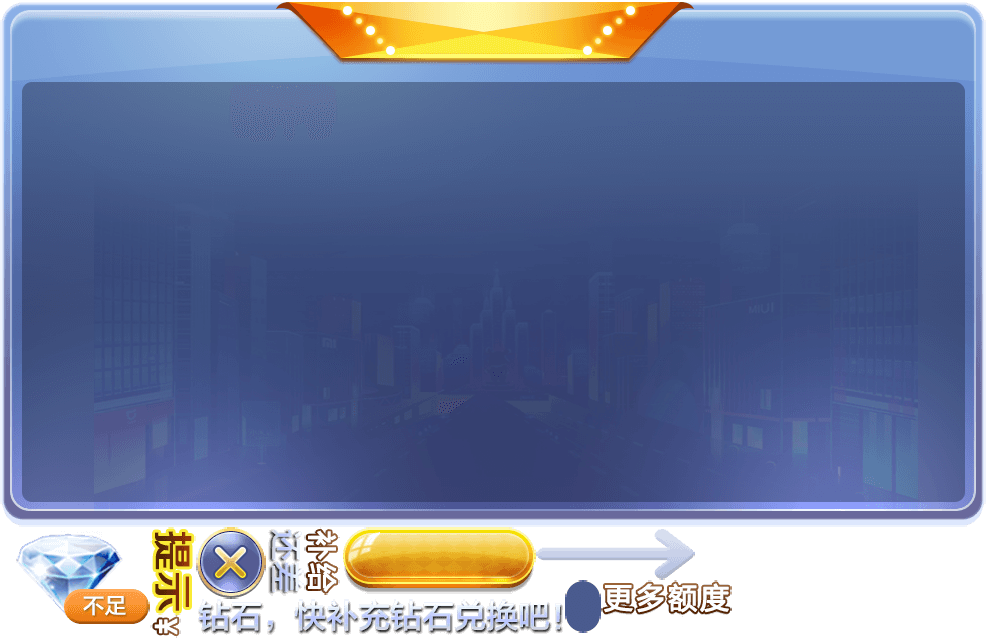 不足
提示
还差
补给
钻石，快补充钻石兑换吧！
更多额度